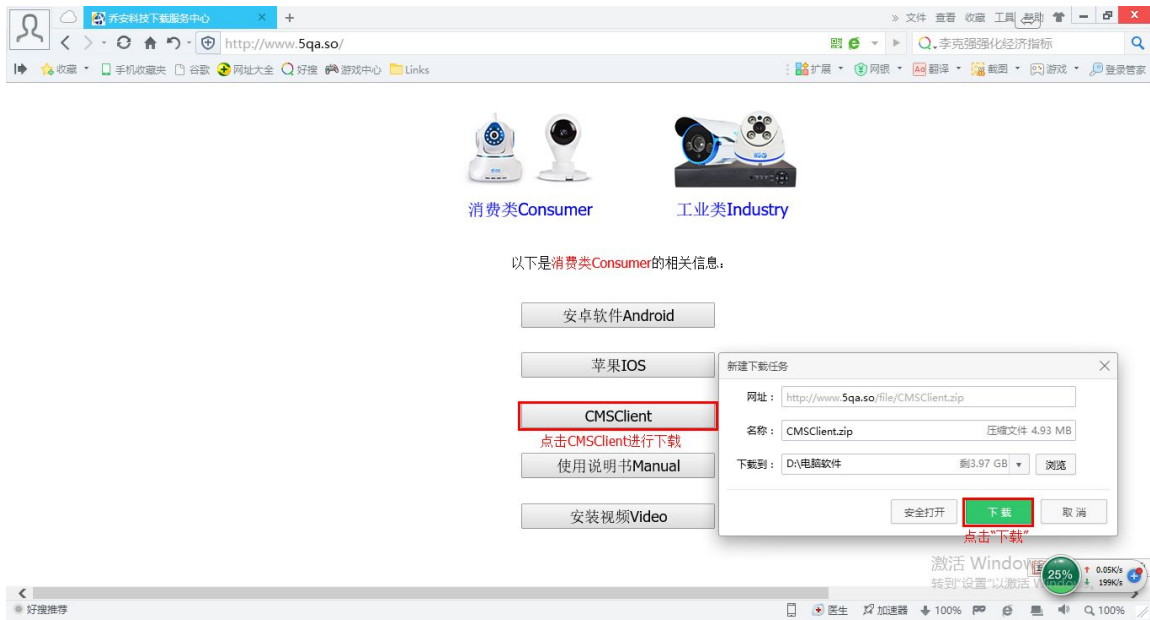 乔安科技下载服务中心
» 文件 查看 收藏 工具 帮助
http://www.5qa.so/
李克强强化经济指标
收藏 手机收藏夹 谷歌 网址大全 好搜 游戏中心 Links
扩展 网银 翻译 截图 游戏 登录管家
消费类Consumer 工业类Industry
以下是消费类Consumer的相关信息:
安卓软件Android
苹果IOS
CMSClient
点击CMSClient进行下载
使用说明书Manual
安装视频Video
新建下载任务
网址: http://www.5qa.so/file/CMSClient.zip
名称: CMSClient.zip 压缩文件 4.93 MB
下载到: D:\电脑软件 剩3.97 GB 浏览
安全打开 下载 取消
点击"下载"
激活 Window
转到"设置"以激活 Windo
25%
0.05K/s
199K/s
好搜推荐
医生 加速器 100% 100%